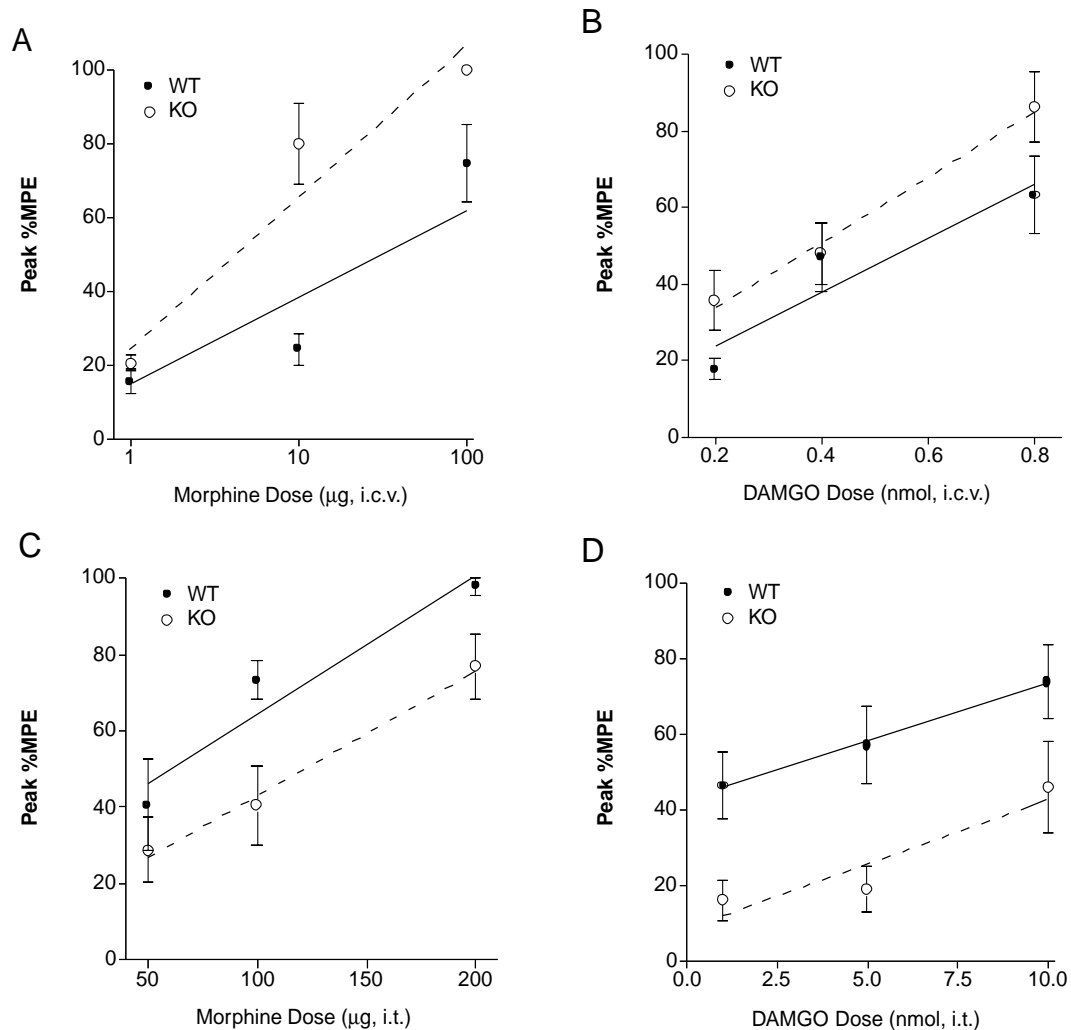 A
WT
KO
100
80
60
40
20
0
Peak %MPE
1
10
100
Morphine Dose (μg, i.c.v.)
B
WT
KO
100
80
60
40
20
0
Peak %MPE
0.2
0.4
0.6
0.8
DAMGO Dose (nmol, i.c.v.)
C
WT
KO
100
80
60
40
20
0
Peak %MPE
50
100
150
200
Morphine Dose (μg, i.t.)
D
WT
KO
100
80
60
40
20
0
Peak %MPE
0.0
2.5
5.0
7.5
10.0
DAMGO Dose (nmol, i.t.)